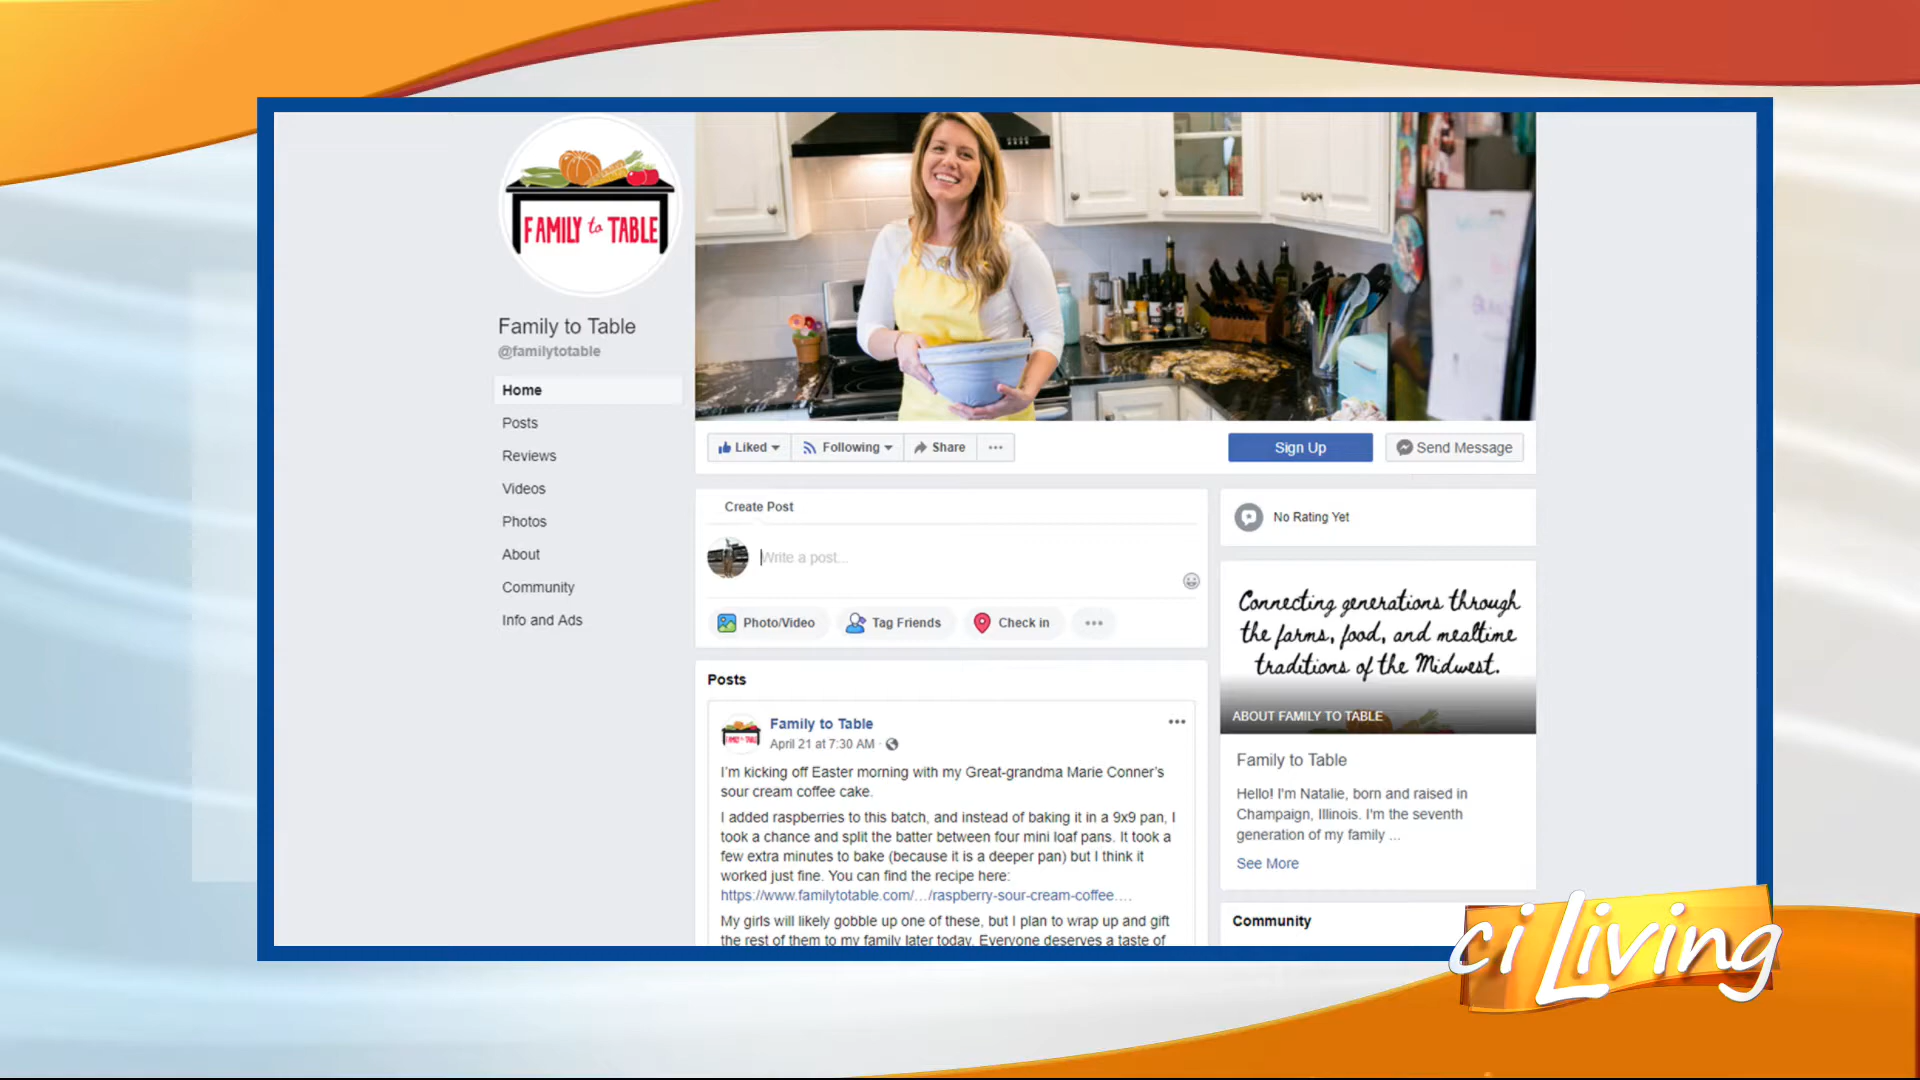 FAMILY to TABLE
Family to Table
@familytotable
Home
Posts
Reviews
Videos
Photos
About
Community
Info and Ads
Liked
Following
Share
Sign Up
Send Message
Create Post
Write a post...
Photo/Video
Tag Friends
Check in
Posts
Family to Table
April 21 at 7:30 AM ·
I'm kicking off Easter morning with my Great-grandma Marie Conner's
sour cream coffee cake.
I added raspberries to this batch, and instead of baking it in a 9x9 pan, I
took a chance and split the batter between four mini loaf pans. It took a
few extra minutes to bake (because it is a deeper pan) but I think it
worked just fine. You can find the recipe here:
https://www.familytotable.com/…/raspberry-sour-cream-coffee….
My girls will likely gobble up one of these, but I plan to wrap up and gift
the rest of them to my family later today. Everyone deserves a taste of
No Rating Yet
Connecting generations through
the farms, food, and mealtime
traditions of the Midwest.
ABOUT FAMILY TO TABLE
Family to Table
Hello! I'm Natalie, born and raised in
Champaign, Illinois. I'm the seventh
generation of my family ...
See More
Community
ci Living